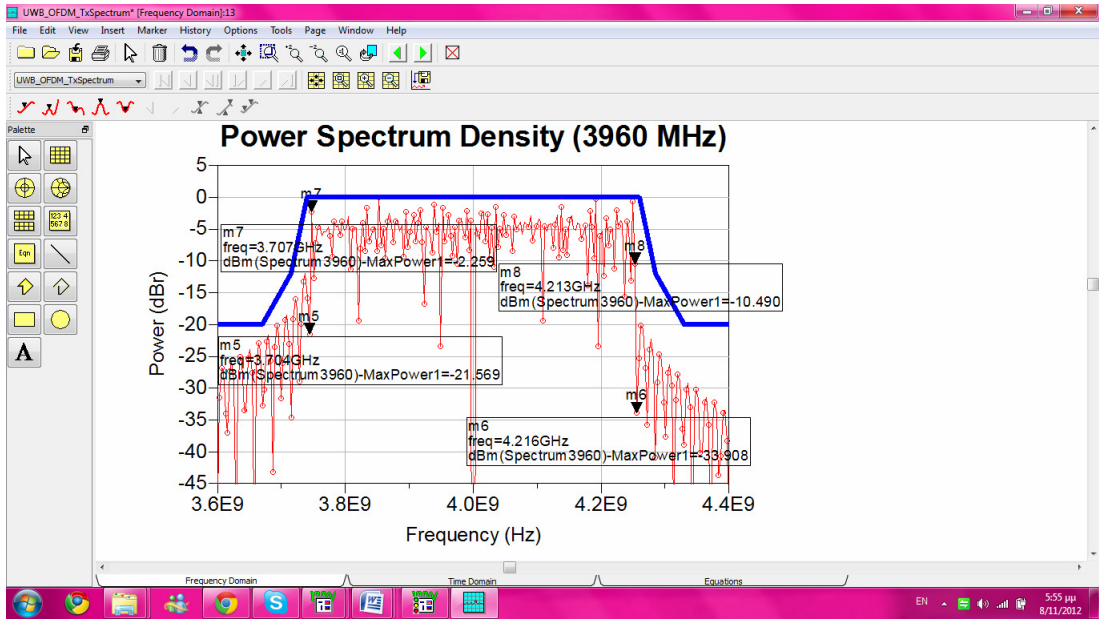 UWB_OFDM_TxSpectrum* [Frequency Domain]:13
File Edit View Insert Marker History Options Tools Page Window Help
UWB_OFDM_TxSpectrum
Palette
Eqn
123 4
567 8
A
Power Spectrum Density (3960 MHz)
Power (dBr)
5
0
-5
-10
-15
-20
-25
-30
-35
-40
-45
m7
m7
freq=3.707GHz
dBm(Spectrum3960)-MaxPower1=-2.259
m8
m8
freq=4.213GHz
dBm(Spectrum3960)-MaxPower1=-10.490
m5
m5
freq=3.704GHz
dBm(Spectrum3960)-MaxPower1=-21.569
m6
m6
freq=4.216GHz
dBm(Spectrum3960)-MaxPower1=-33.908
3.6E9 3.8E9 4.0E9 4.2E9 4.4E9
Frequency (Hz)
Frequency Domain Time Domain Equations
EN
5:55 μμ
8/11/2012